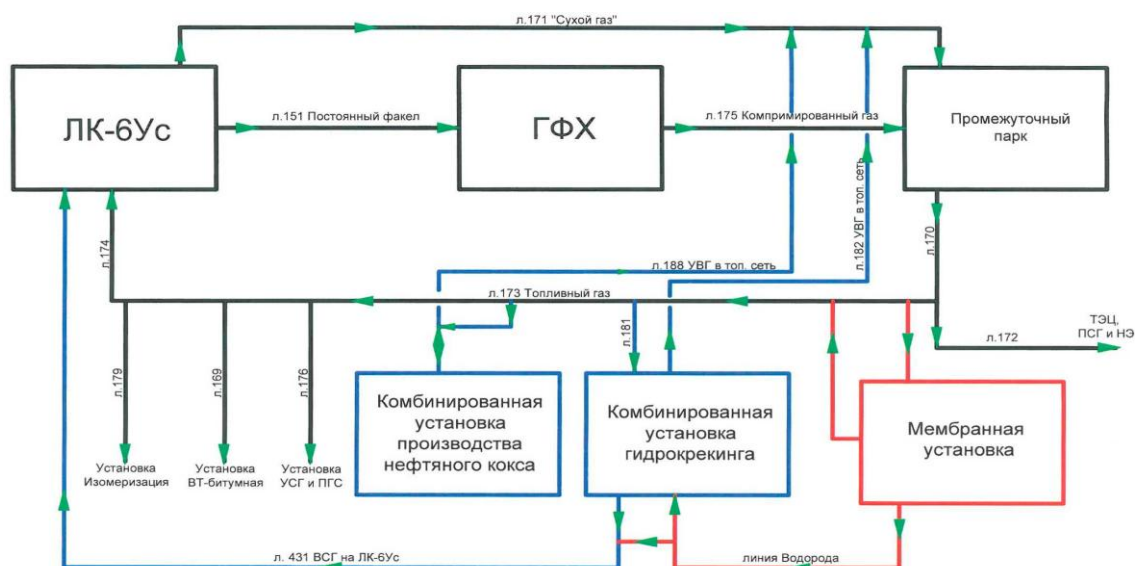 л.171 "Сухой газ"
ЛК-6Ус
л.151 Постоянный факел
ГФХ
л.175 Компримированный газ
Промежуточный
парк
л.174
л.188 УВГ в топ. сеть
л.182 УВГ в топ. сеть
л.170
л.173 Топливный газ
л.181
л.172
ТЭЦ,
ПСГ и НЭ
л.179
л.169
л.176
Комбинированная
установка
производства
нефтяного кокса
Комбинированная
установка
гидрокрекинга
Мембранная
установка
Установка
Изомеризация
Установка
ВТ-битумная
Установка
УСГ и ПГС
л. 431 ВСГ на ЛК-6Ус
линия Водорода